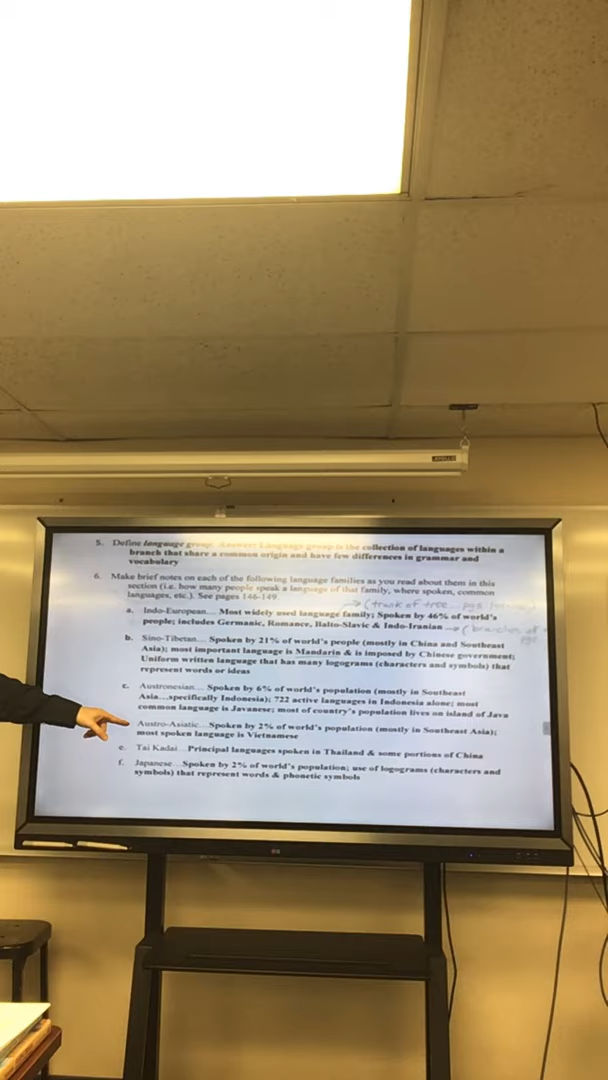 5. Define language group. Answer: Language group is the collection of languages within a
branch that share a common origin and have few differences in grammar and
vocabulary
6. Make brief notes on each of the following language families as you read about them in this
section (i.e. how many people speak a language of that family, where spoken, common
languages, etc.). See pages 146-149.
→ (trunk of tree... pgs
a. Indo-European... Most widely used language family; Spoken by 46% of world's
people; includes Germanic, Romance, Balto-Slavic & Indo-Iranian → (branches of
b. Sino-Tibetan... Spoken by 21% of world's people (mostly in China and Southeast
Asia); most important language is Mandarin & is imposed by Chinese government;
Uniform written language that has many logograms (characters and symbols) that
represent words or ideas
c. Austronesian... Spoken by 6% of world's population (mostly in Southeast
Asia...specifically Indonesia); 722 active languages in Indonesia alone; most
common language is Javanese; most of country's population lives on island of Java
Austro-Asiatic... Spoken by 2% of world's population (mostly in Southeast Asia);
most spoken language is Vietnamese
e. Tai Kadai... Principal languages spoken in Thailand & some portions of China
f. Japanese... Spoken by 2% of world's population; use of logograms (characters and
symbols) that represent words & phonetic symbols